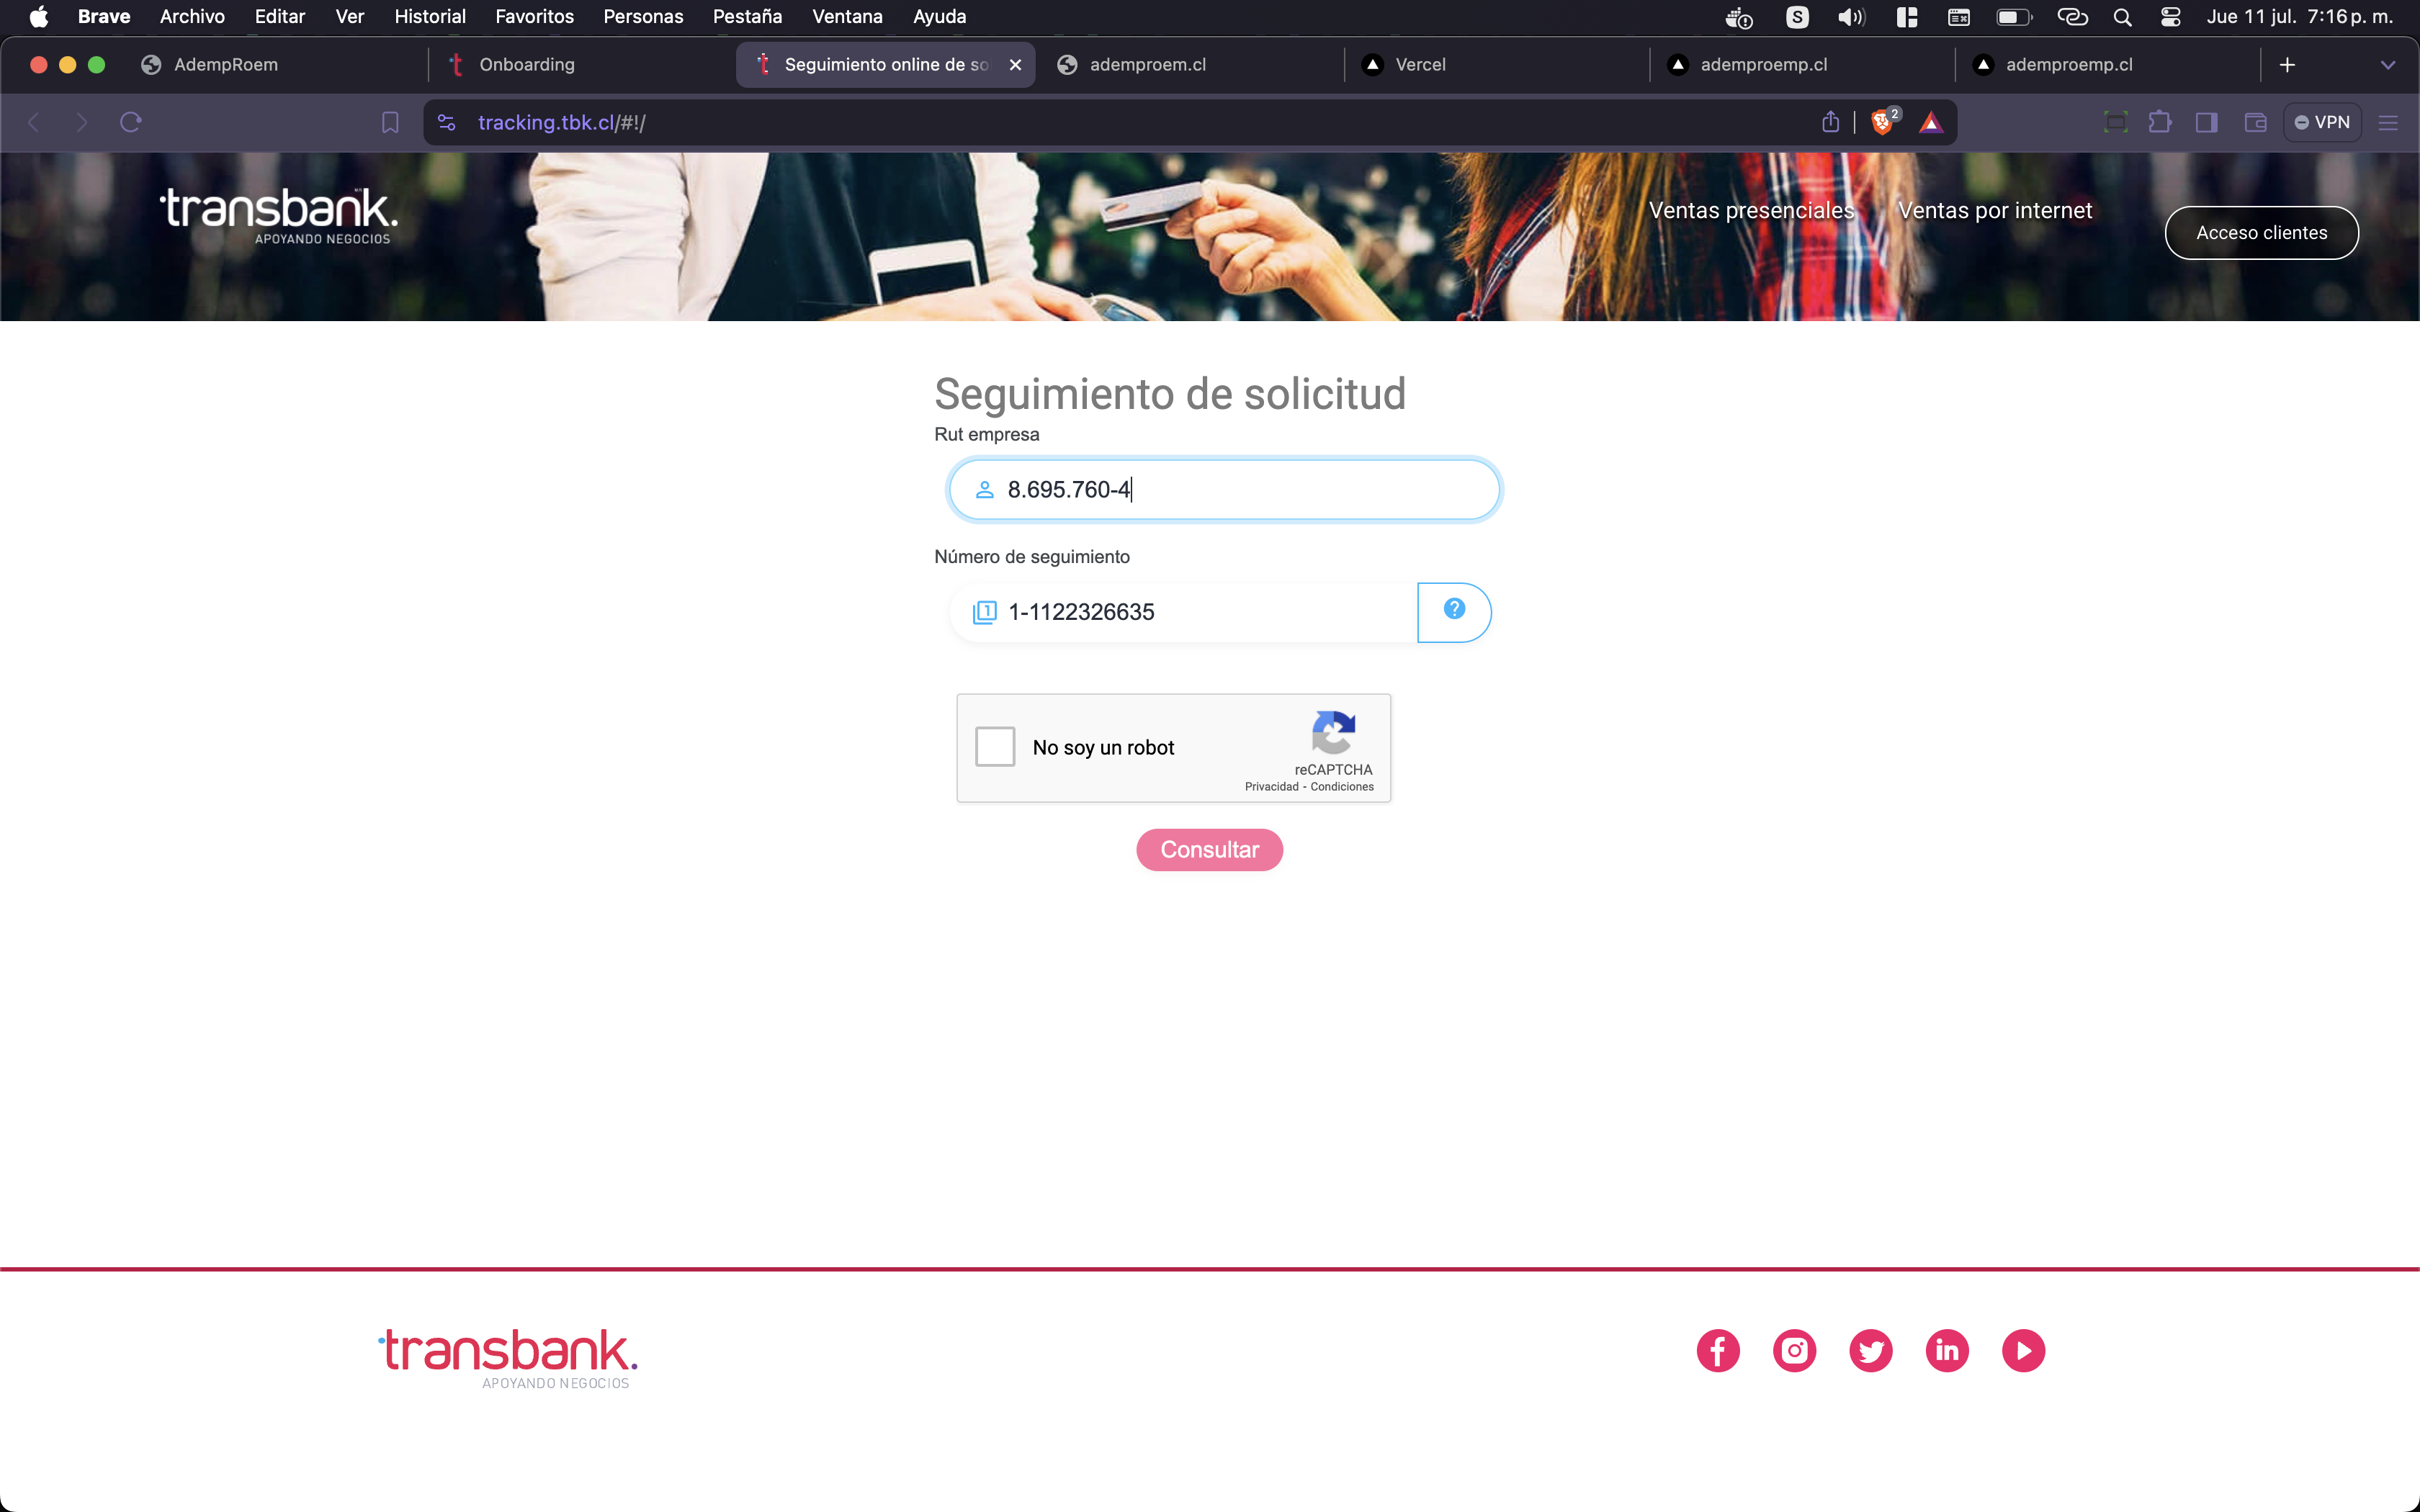 Brave Archivo Editar Ver Historial Favoritos Personas Pestaña Ventana Ayuda S Jue 11 jul. 7:16 p. m.
AdempRoem Onboarding Seguimiento online de so ademproem.cl Vercel ademproemp.cl ademproemp.cl
tracking.tbk.cl/#!/ 2 VPN
transbank.
APOYANDO NEGOCIOS
Ventas presenciales Ventas por internet Acceso clientes
Seguimiento de solicitud
Rut empresa
8.695.760-4
Número de seguimiento
1-1122326635
No soy un robot
reCAPTCHA
Privacidad - Condiciones
Consultar
transbank.
APOYANDO NEGOCIOS